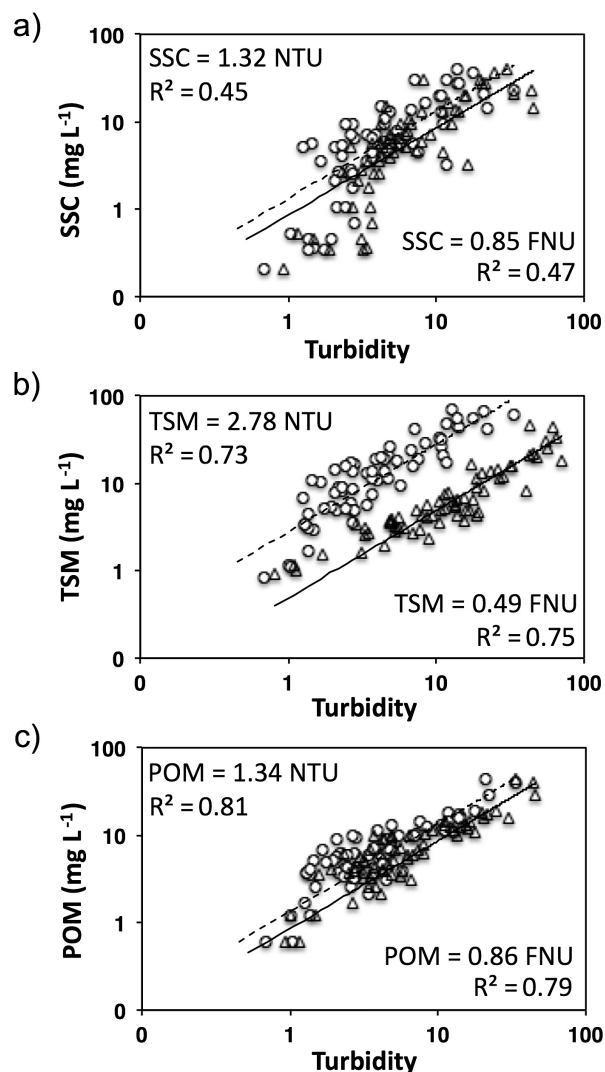 a)
100
10
1
0
SSC (mg L⁻¹)
SSC = 1.32 NTU
R² = 0.45
SSC = 0.85 FNU
R² = 0.47
0 1 10 100
Turbidity
b)
100
10
1
0
TSM (mg L⁻¹)
TSM = 2.78 NTU
R² = 0.73
TSM = 0.49 FNU
R² = 0.75
0 1 10 100
Turbidity
c)
100
10
1
0
POM (mg L⁻¹)
POM = 1.34 NTU
R² = 0.81
POM = 0.86 FNU
R² = 0.79
0 1 10 100
Turbidity